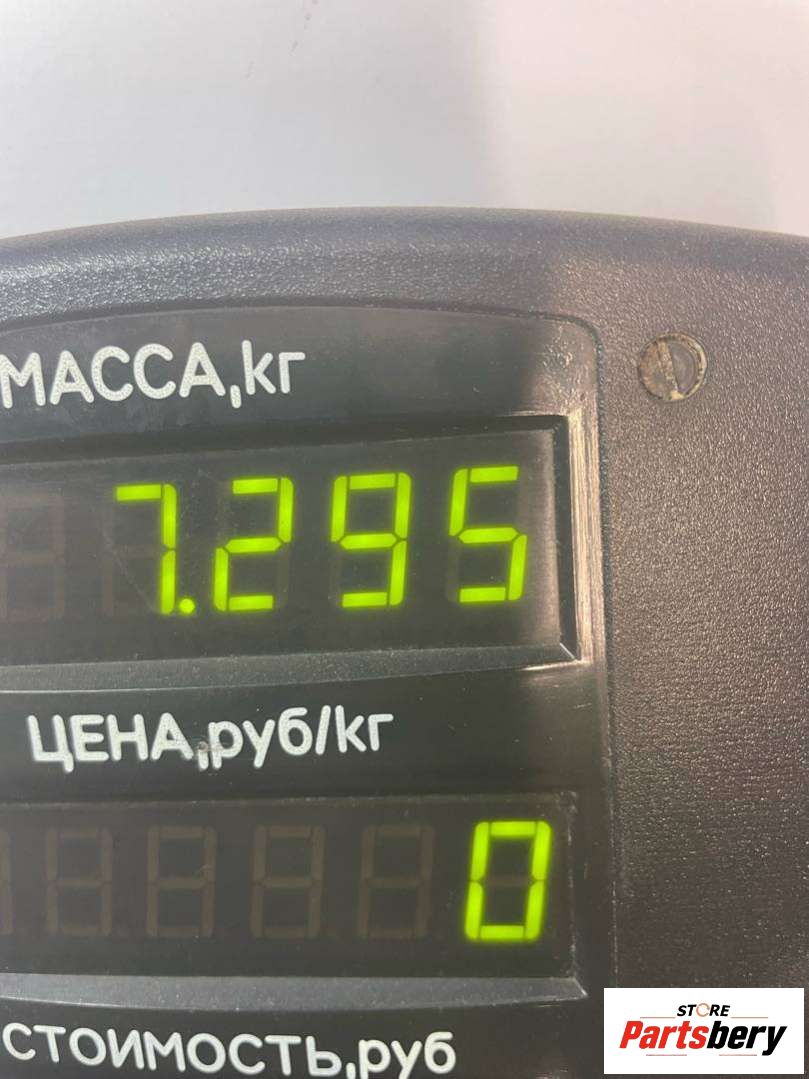 МАССА,кг
7.295
ЦЕНА,руб/кг
0
СТОИМОСТЬ,руб
STORE
Partsbery